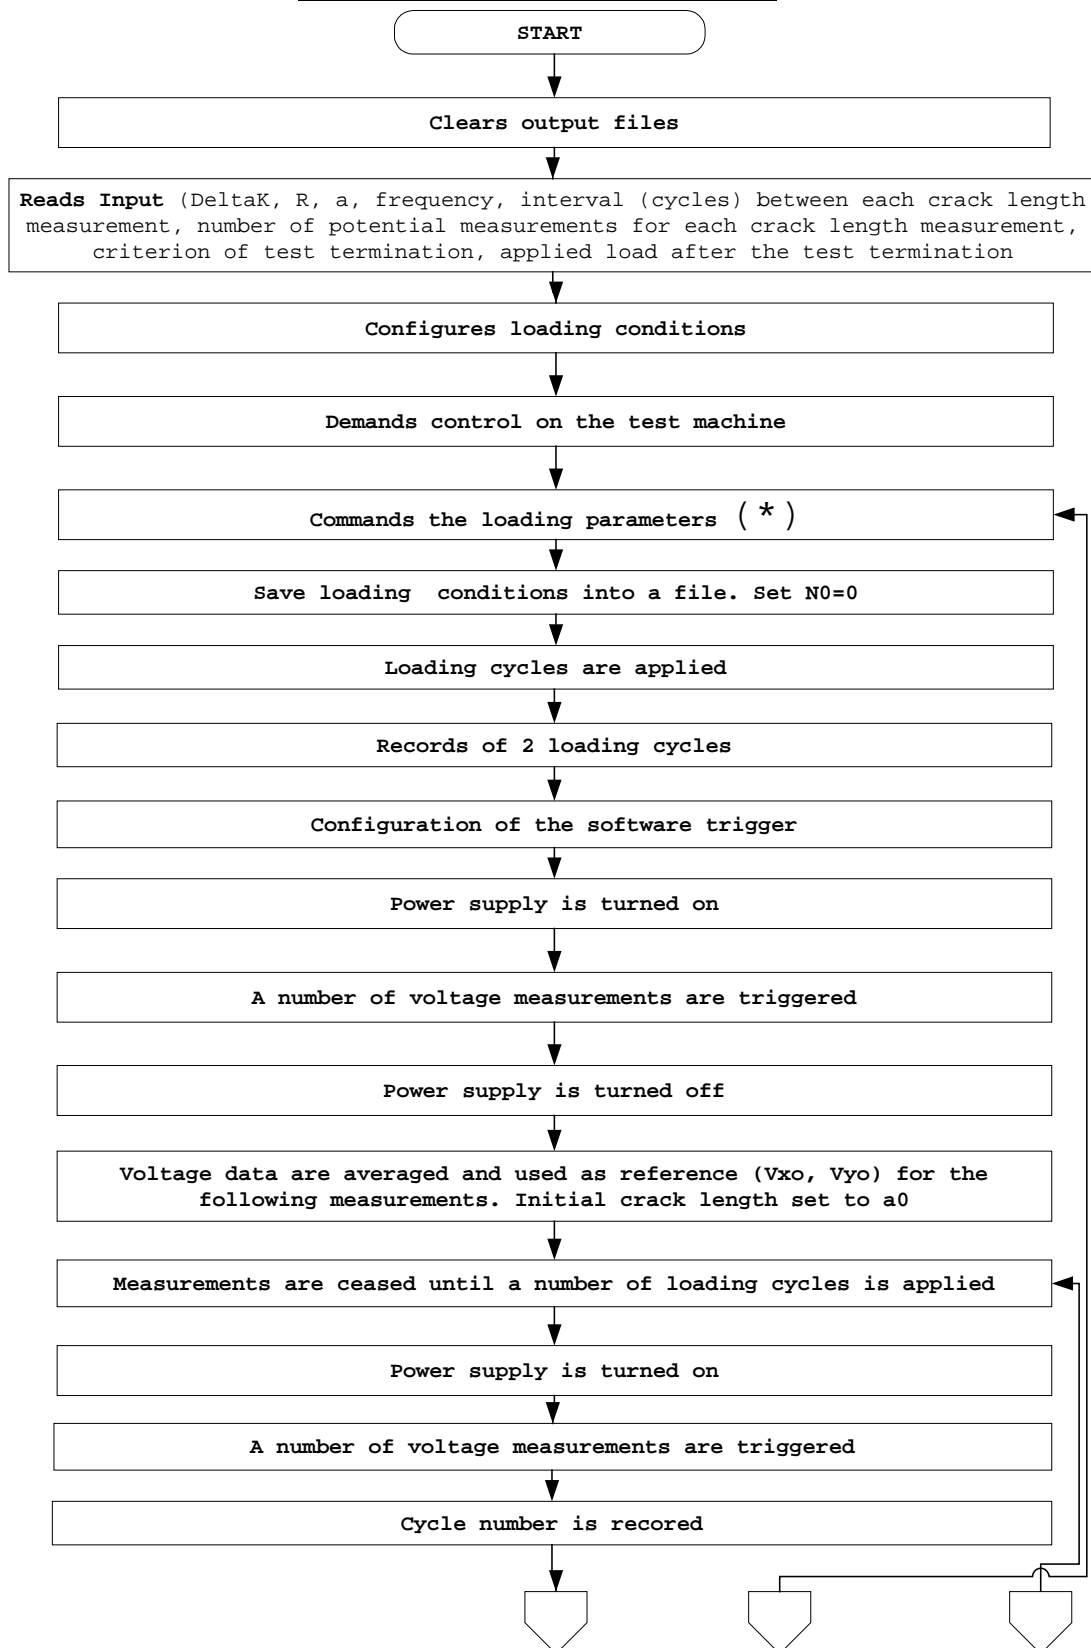 START
Clears output files
Reads Input (DeltaK, R, a, frequency, interval (cycles) between each crack length
measurement, number of potential measurements for each crack length measurement,
criterion of test termination, applied load after the test termination
Configures loading conditions
Demands control on the test machine
Commands the loading parameters (*)
Save loading  conditions into a file. Set N0=0
Loading cycles are applied
Records of 2 loading cycles
Configuration of the software trigger
Power supply is turned on
A number of voltage measurements are triggered
Power supply is turned off
Voltage data are averaged and used as reference (Vxo, Vyo) for the
following measurements. Initial crack length set to a0
Measurements are ceased until a number of loading cycles is applied
Power supply is turned on
A number of voltage measurements are triggered
Cycle number is recored